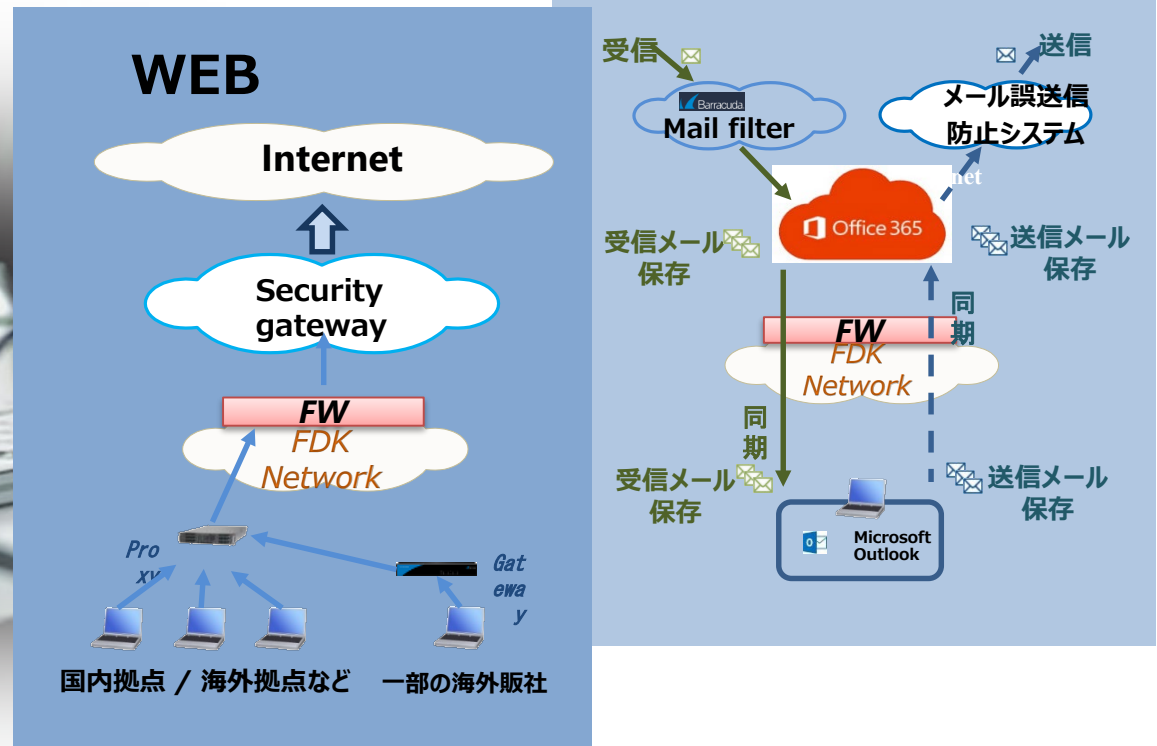 WEB
Internet
Security
gateway
FW
FDK
Network
Pro
xy
Gat
ewa
y
国内拠点 / 海外拠点など
一部の海外販社
受信
送信
Barracuda
Mail filter
メール誤送信
防止システム
net
Office 365
受信メール
保存
送信メール
保存
同
期
FW
FDK
Network
同
期
受信メール
保存
送信メール
保存
Microsoft
Outlook